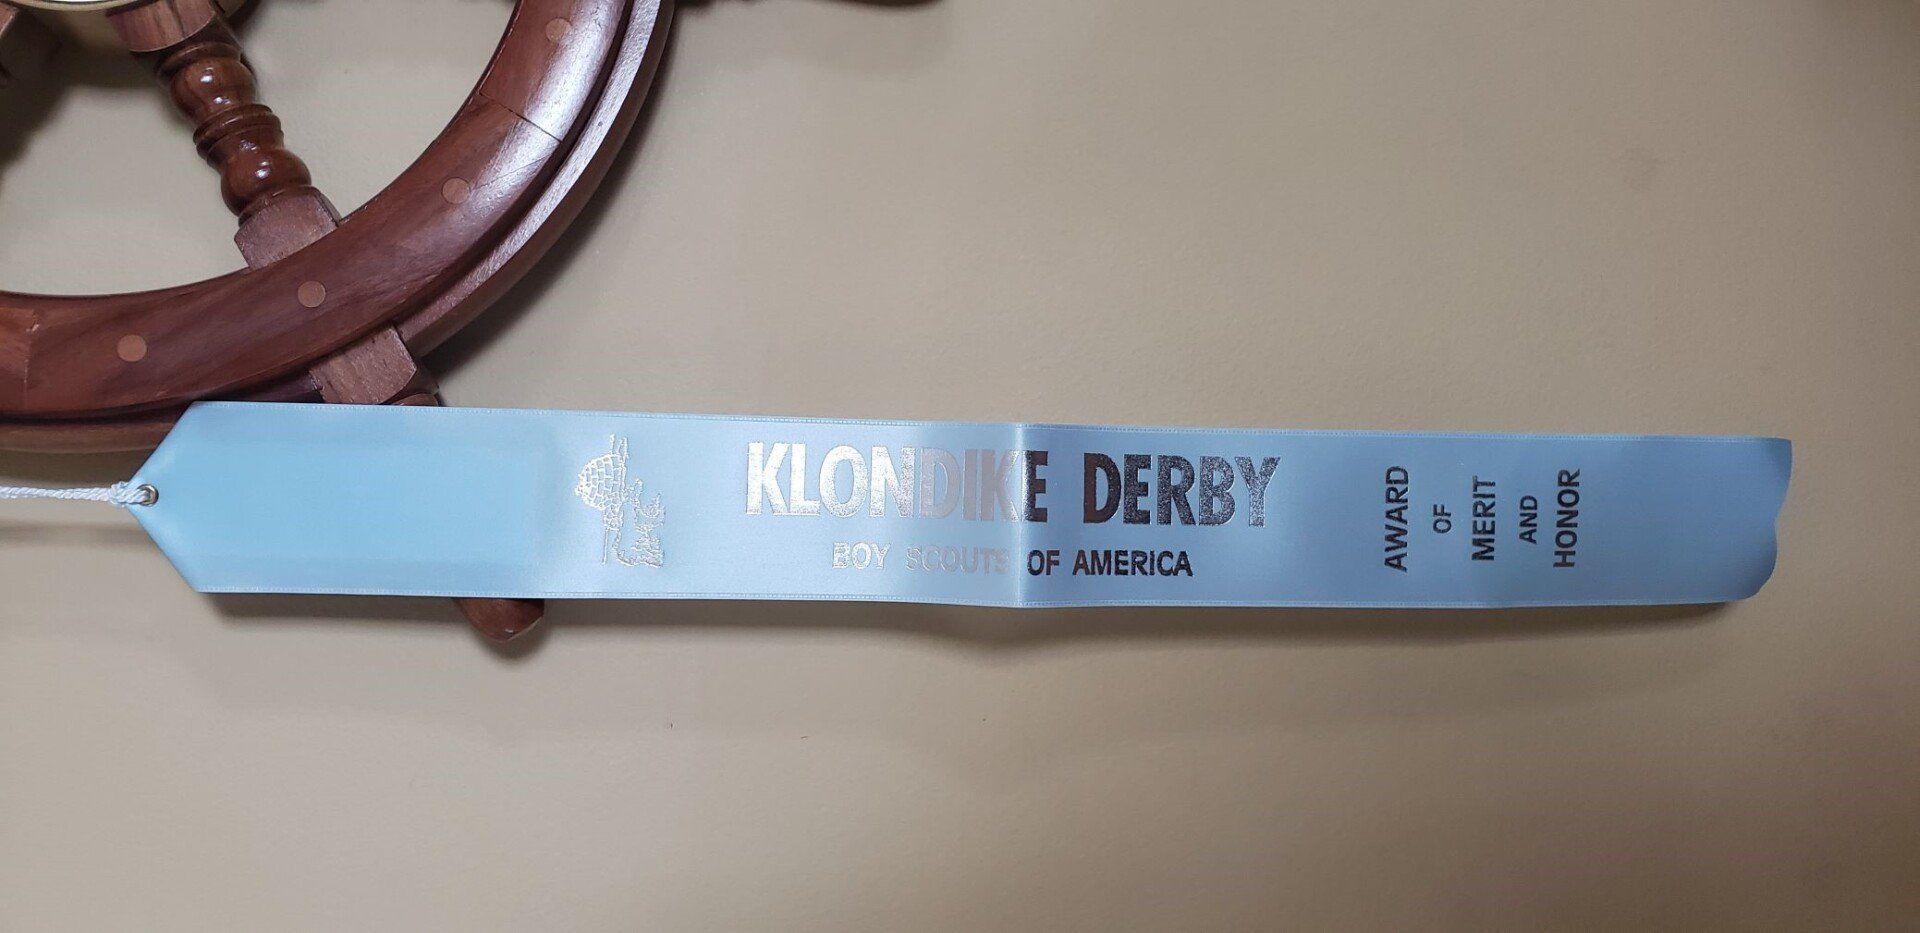 KLONDIKE DERBY
BOY SCOUTS OF AMERICA
AWARD
OF
MERIT
AND
HONOR